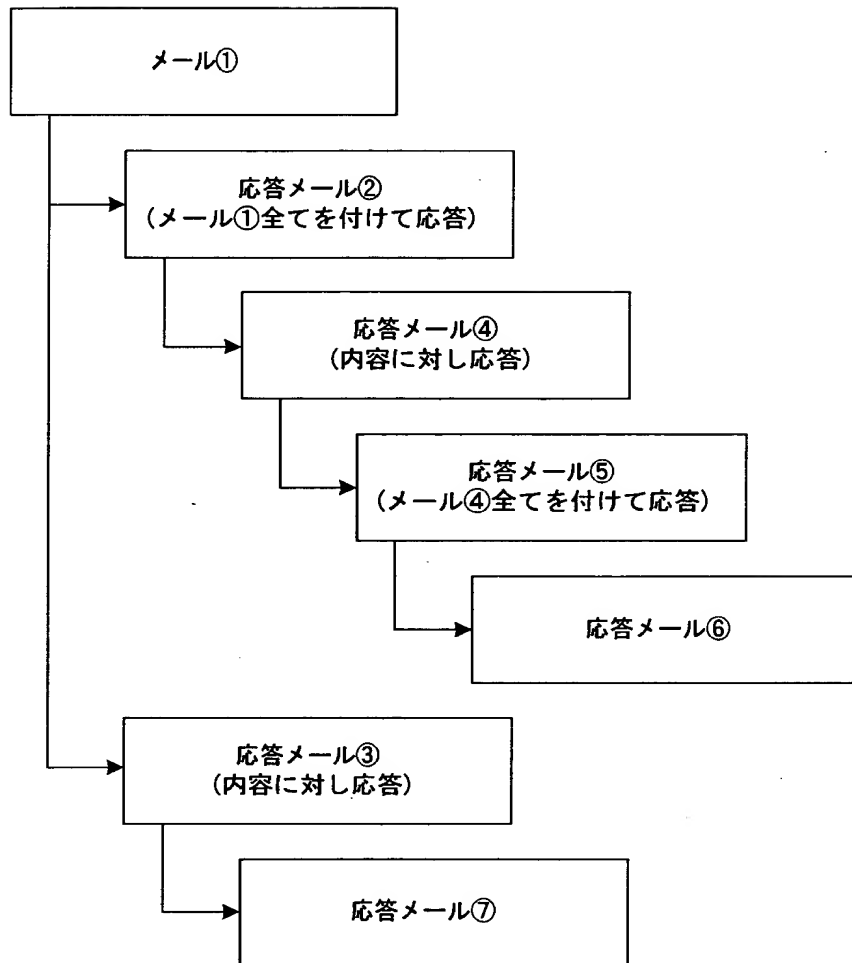 メール①
応答メール②
(メール①全てを付けて応答)
応答メール④
(内容に対し応答)
応答メール⑤
(メール④全てを付けて応答)
応答メール⑥
応答メール③
(内容に対し応答)
応答メール⑦